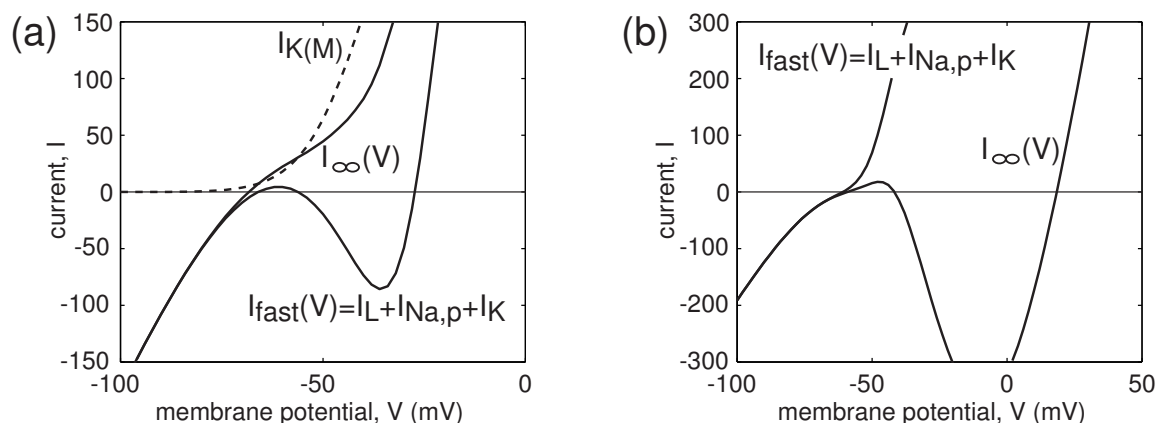 (a)
150
100
50
0
-50
-100
-150
current, I
I_K(M)
I_∞(V)
I_fast(V)=I_L+I_Na,p+I_K
-100
-50
0
membrane potential, V (mV)
(b)
300
200
100
0
-100
-200
-300
current, I
I_fast(V)=I_L+I_Na,p+I_K
I_∞(V)
-100
-50
0
50
membrane potential, V (mV)